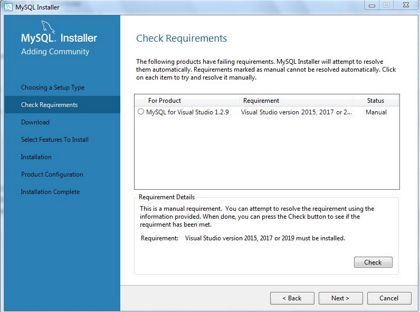 MySQL Installer
MySQL. Installer
Adding Community
Choosing a Setup Type
Check Requirements
Download
Select Features To Install
Installation
Product Configuration
Installation Complete
Check Requirements
The following products have failing requirements. MySQL Installer will attempt to resolve
them automatically. Requirements marked as manual cannot be resolved automatically. Click
on each item to try and resolve it manually.
For Product Requirement Status
MySQL for Visual Studio 1.2.9 Visual Studio version 2015, 2017 or 2... Manual
Requirement Details
This is a manual requirement. You can attempt to resolve the requirement using the
information provided. When done, you can press the Check button to see if the
requirment has been met.
Requirement: Visual Studio version 2015, 2017 or 2019 must be installed.
Check
< Back
Next >
Cancel